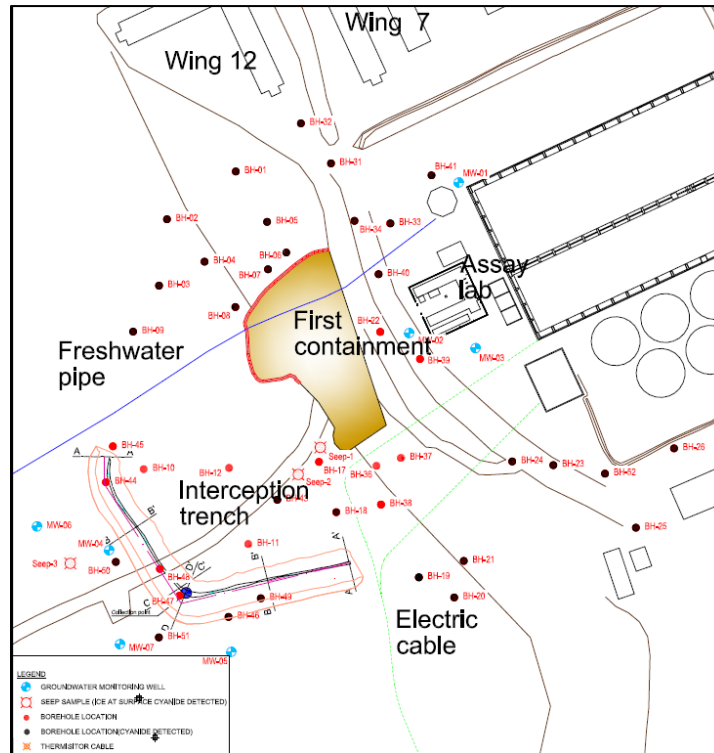 Wing 7
Wing 12
BH-32
BH-31
BH-41
MW-01
BH-01
BH-02
BH-05
BH-34
BH-33
BH-04
BH-06
BH-07
BH-40
Assay
lab
BH-03
BH-08
First
containment
BH-22
MW-02
MW-03
BH-39
BH-09
Freshwater
pipe
BH-45
A
A'
BH-10
BH-12
Seep-1
BH-17
BH-37
BH-36
BH-24
BH-23
BH-52
BH-26
BH-44
Seep-2
Interception
trench
BH-18
BH-38
BH-25
MW-06
B'
MW-04
BH-11
Seep-3
BH-50
B'
A'
BH-21
BH-48
BH-19
BH-20
A
BH-47
C
BH-49
B
BH-46
Collection point
Electric
cable
BH-51
MW-07
MW-05
LEGEND
GROUNDWATER MONITORING WELL
SEEP SAMPLE (ICE AT SURFACE CYANIDE DETECTED)
BOREHOLE LOCATION
BOREHOLE LOCATION(CYANIDE DETECTED)
THERMISITOR CABLE